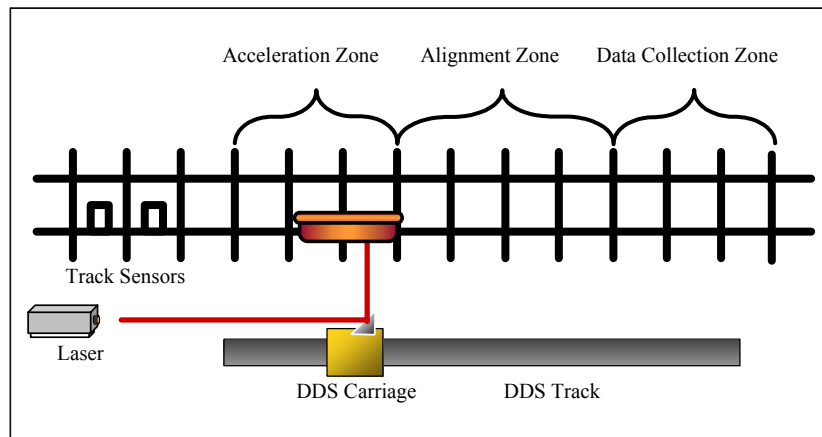 Acceleration Zone
Alignment Zone
Data Collection Zone
Track Sensors
Laser
DDS Carriage
DDS Track